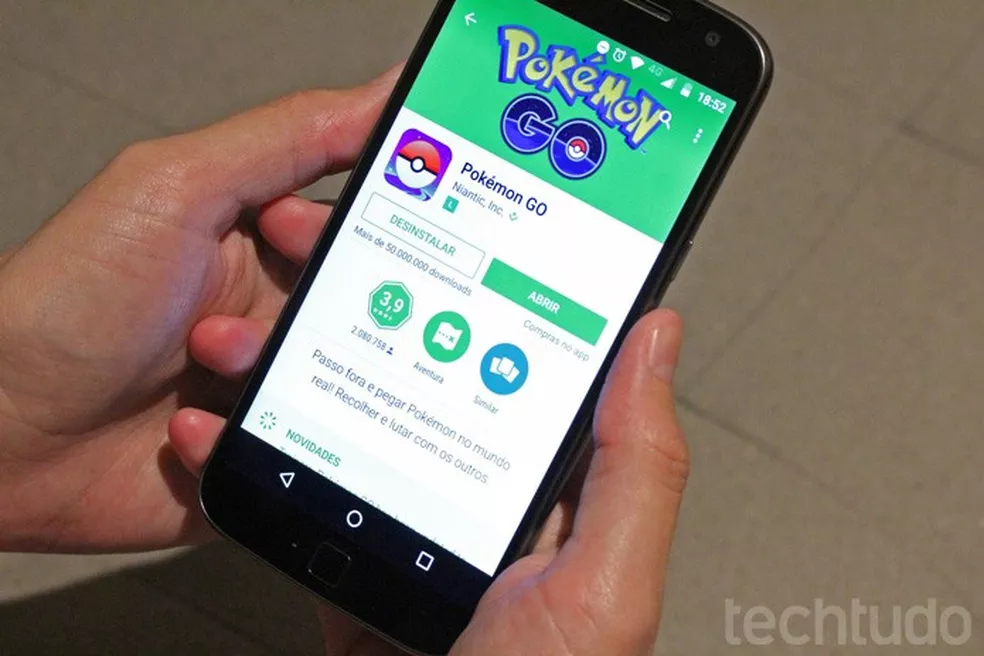 18:52
4G
POKéMON
GO
Pokémon GO
Niantic, Inc.
L
DESINSTALAR
ABRIR
Mais de 50.000.000 downloads
Compras no app
3,9
2.080.758
Aventura
Similar
Passo fora e pegar Pokémon no mundo
real! Recolher e lutar com os outros.
NOVIDADES
techtudo